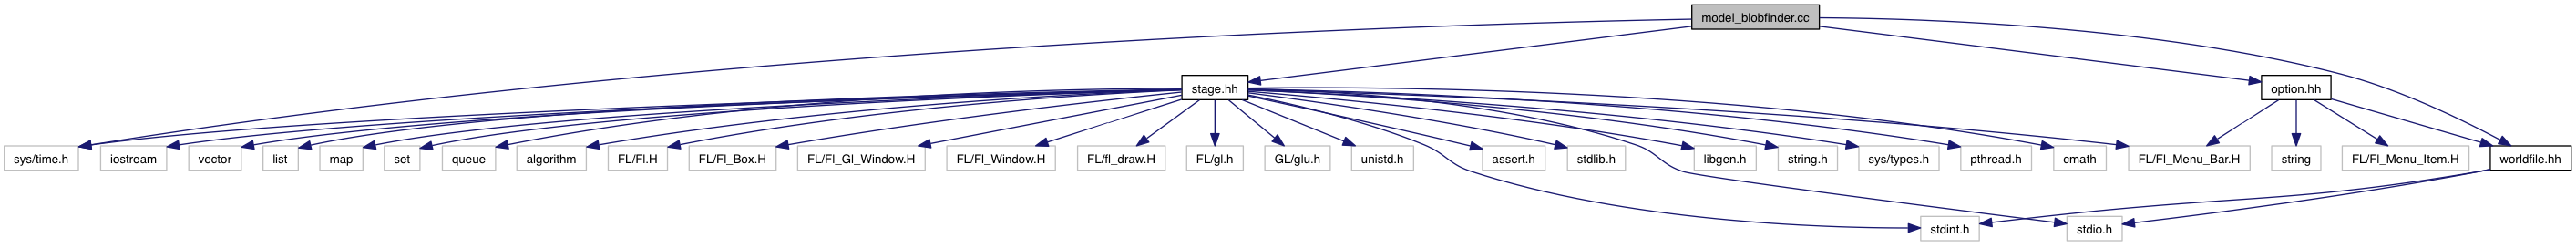 model_blobfinder.cc
stage.hh
option.hh
sys/time.h
iostream
vector
list
map
set
queue
algorithm
FL/Fl.H
FL/Fl_Box.H
FL/Fl_Gl_Window.H
FL/Fl_Window.H
FL/fl_draw.H
FL/gl.h
GL/glu.h
unistd.h
assert.h
stdlib.h
libgen.h
string.h
sys/types.h
pthread.h
cmath
FL/Fl_Menu_Bar.H
string
FL/Fl_Menu_Item.H
worldfile.hh
stdint.h
stdio.h